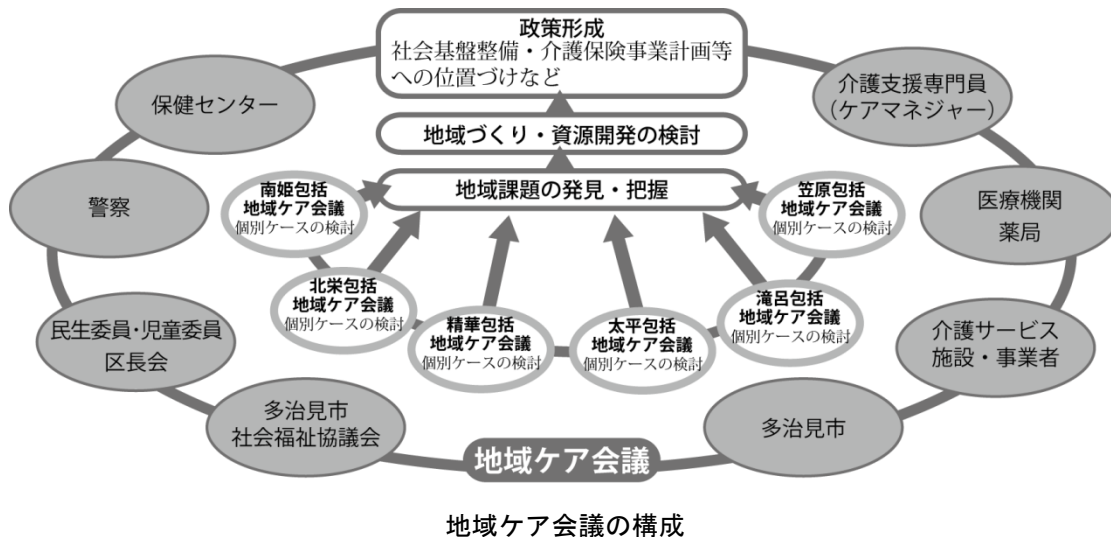 政策形成
社会基盤整備・介護保険事業計画等
への位置づけなど
地域づくり・資源開発の検討
地域課題の発見・把握
保健センター
警察
民生委員・児童委員
区長会
多治見市
社会福祉協議会
介護支援専門員
（ケアマネジャー）
医療機関
薬局
介護サービス
施設・事業者
多治見市
南姫包括
地域ケア会議
個別ケースの検討
北栄包括
地域ケア会議
個別ケースの検討
精華包括
地域ケア会議
個別ケースの検討
太平包括
地域ケア会議
個別ケースの検討
滝呂包括
地域ケア会議
個別ケースの検討
笠原包括
地域ケア会議
個別ケースの検討
地域ケア会議
地域ケア会議の構成